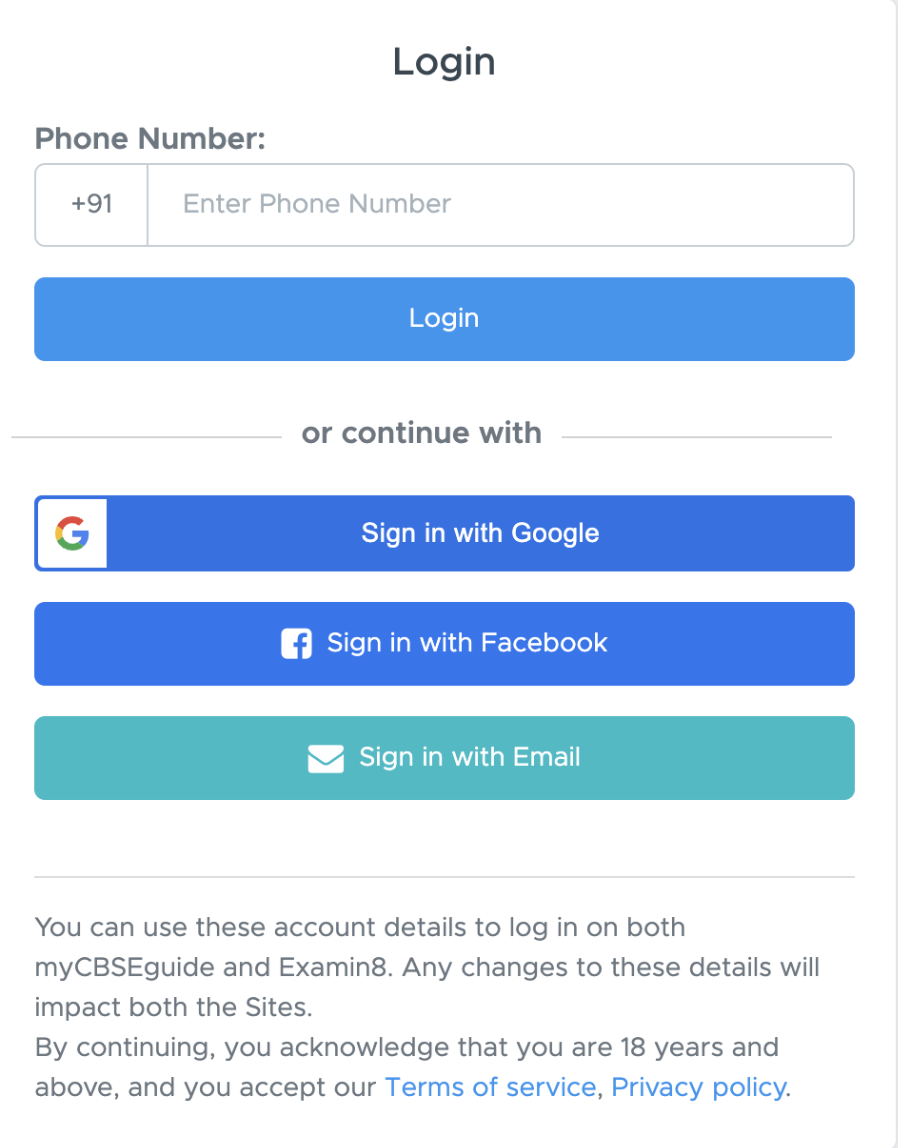 Login
Phone Number:
+91 Enter Phone Number
Login
or continue with
Sign in with Google
Sign in with Facebook
Sign in with Email
You can use these account details to log in on both
myCBSEguide and Examin8. Any changes to these details will
impact both the Sites.
By continuing, you acknowledge that you are 18 years and
above, and you accept our Terms of service, Privacy policy.